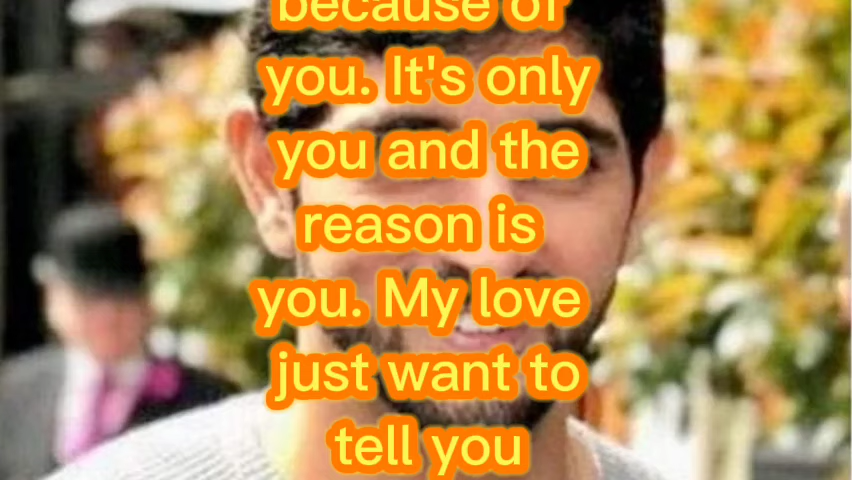 because of
you. It's only
you and the
reason is
you. My love
just want to
tell you